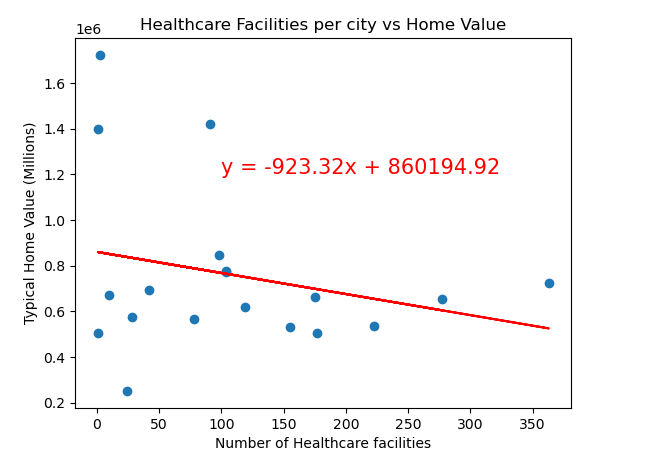 Healthcare Facilities per city vs Home Value
1e6
1.6
1.4
1.2
1.0
0.8
0.6
0.4
0.2
Typical Home Value (Millions)
y = -923.32x + 860194.92
0 50 100 150 200 250 300 350
Number of Healthcare facilities